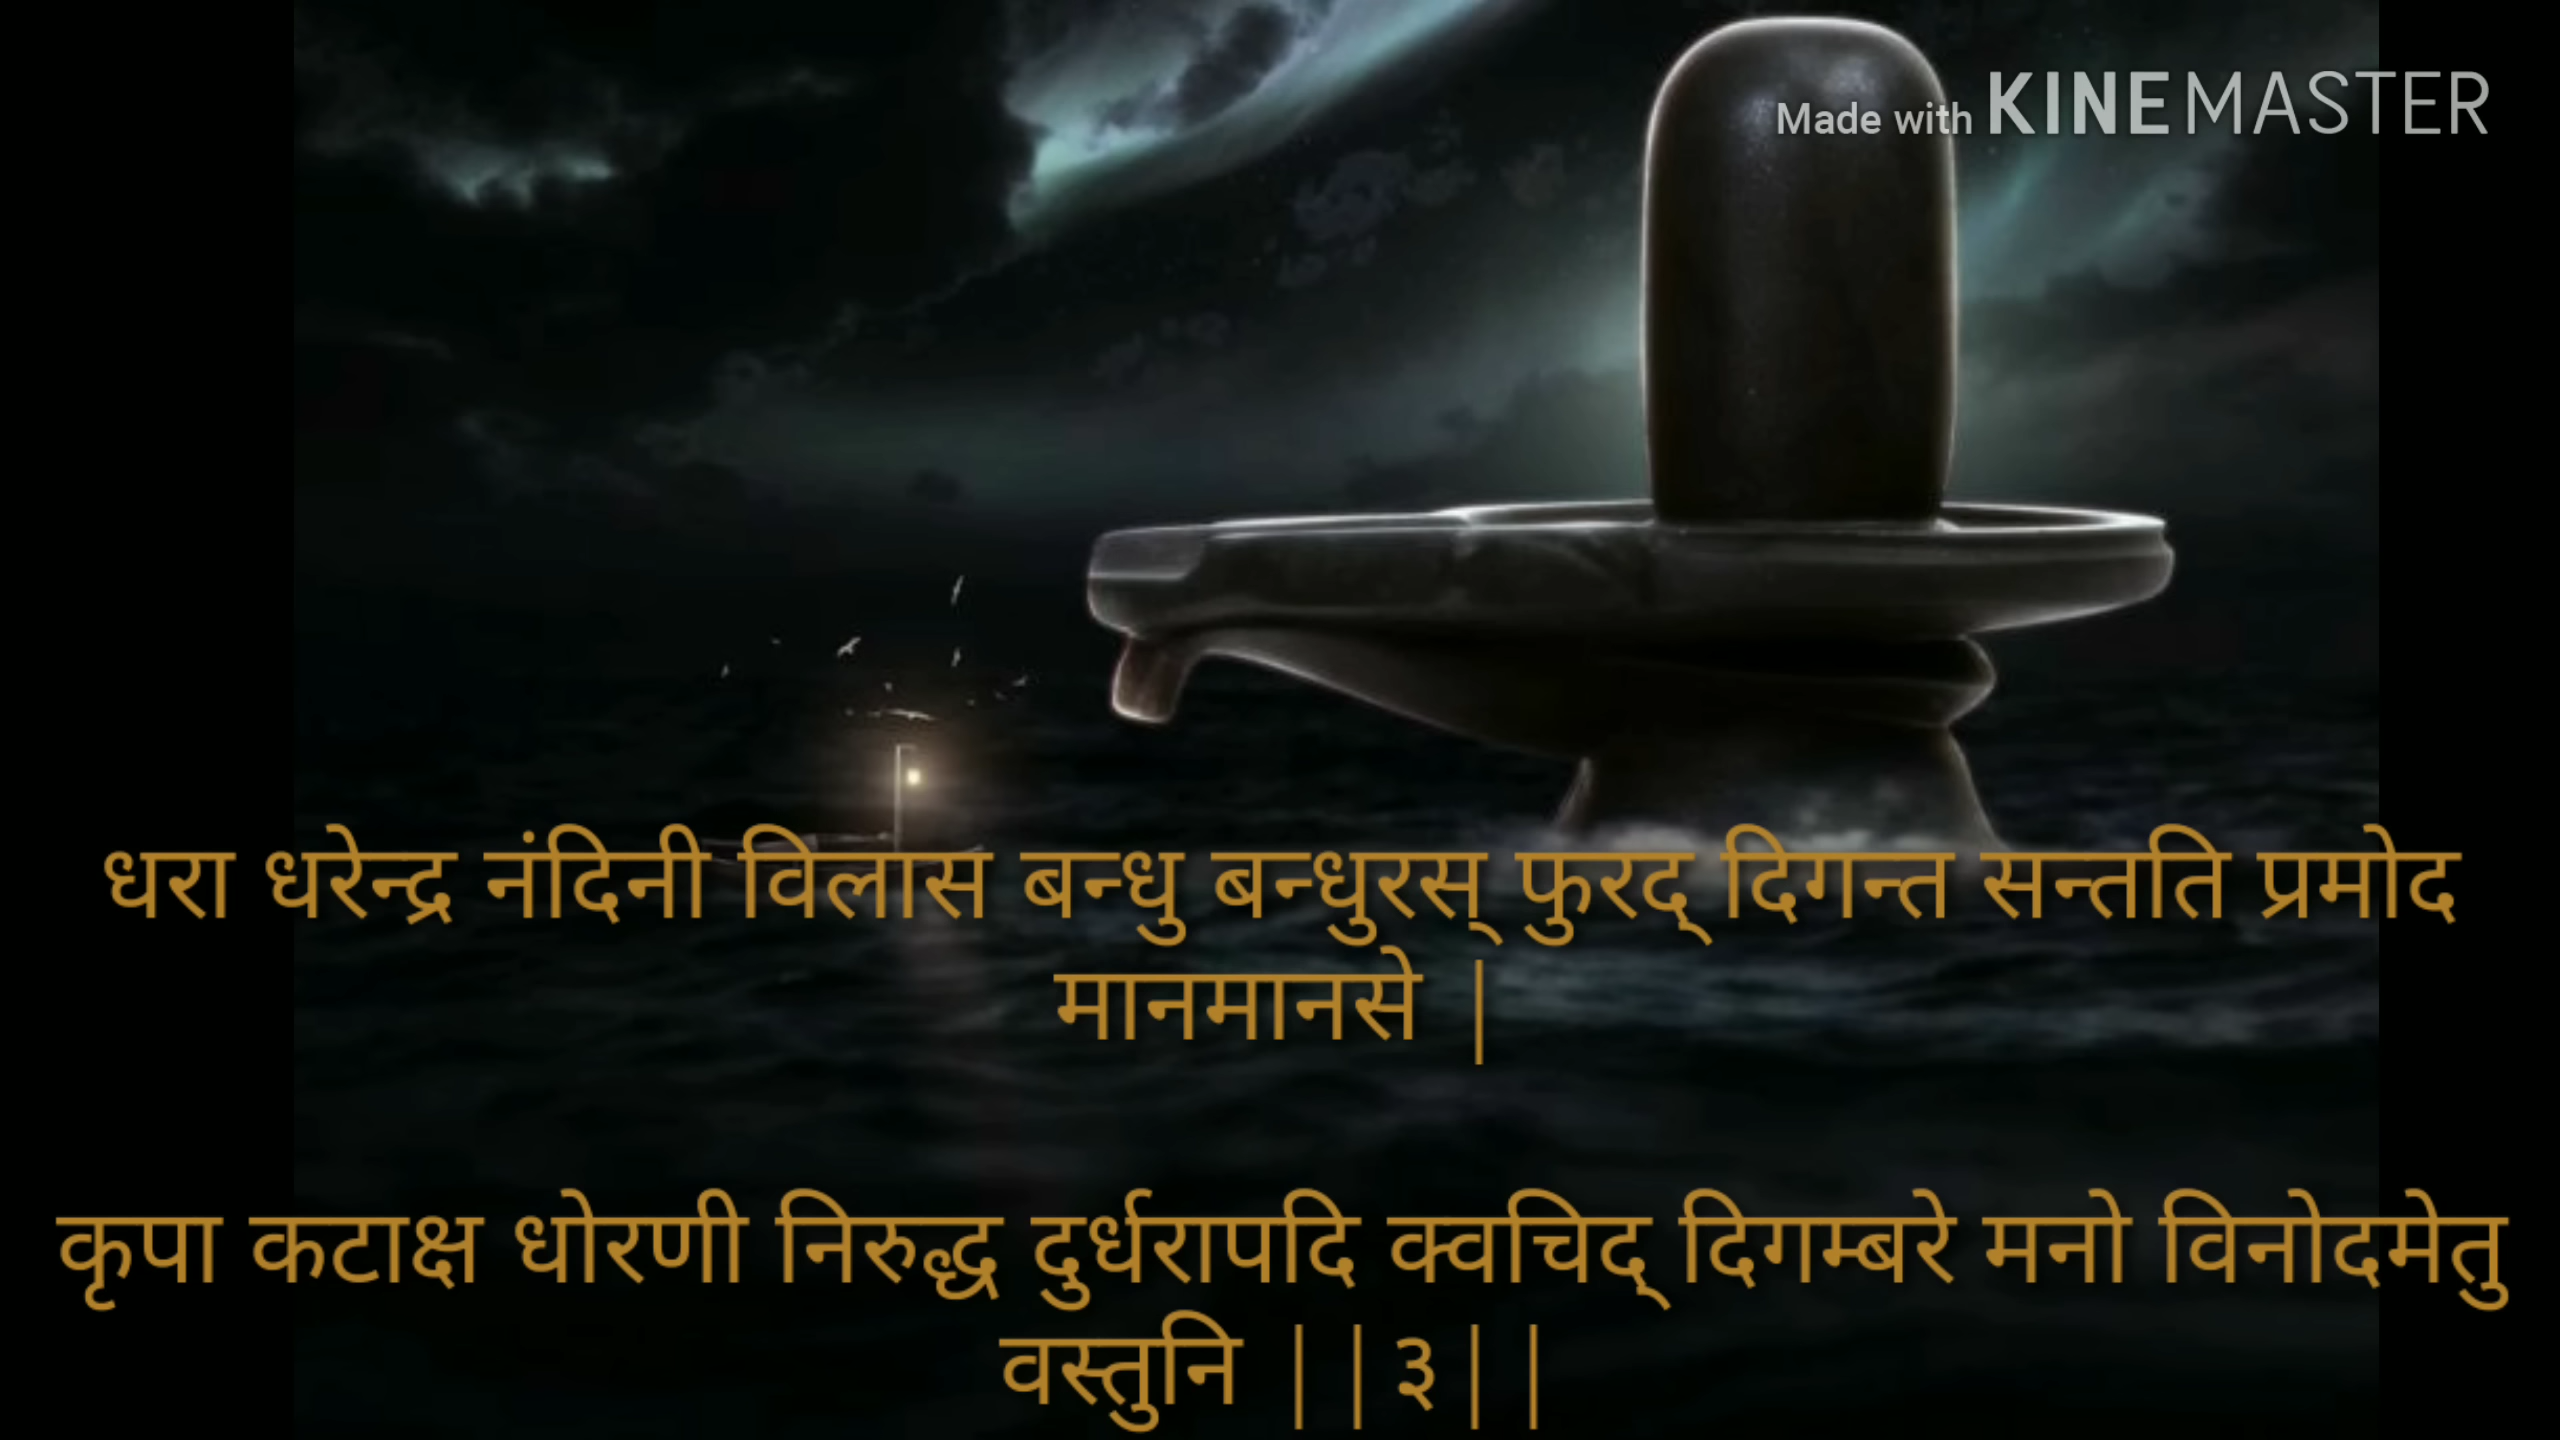 Made with KINEMASTER
धरा धरेन्द्र नंदिनी विलास बन्धु बन्धुरस् फुरद् दिगन्त सन्तति प्रमोद
मानमानसे |
कृपा कटाक्ष धोरणी निरुद्ध दुर्धरापदि क्वचिद् दिगम्बरे मनो विनोदमेतु
वस्तुनि ||३||